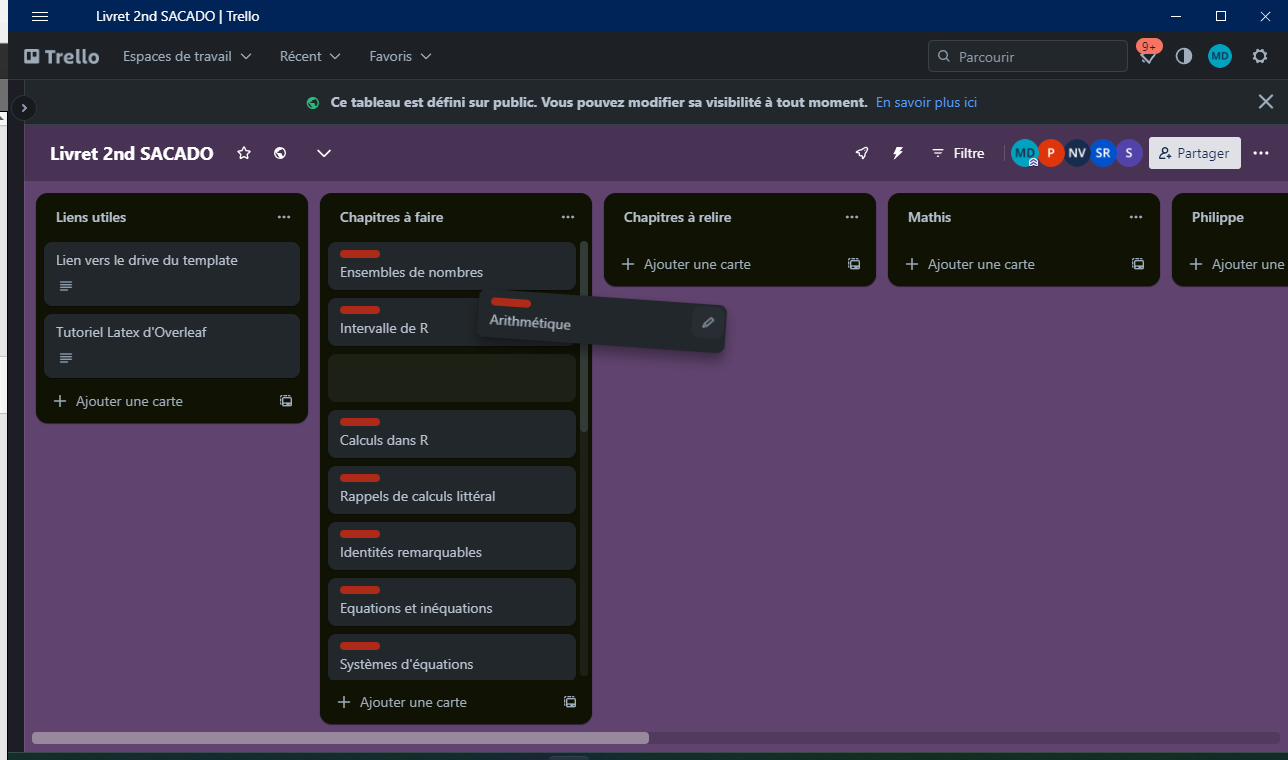 Livret 2nd SACADO | Trello
Trello
Espaces de travail
Récent
Favoris
Parcourir
9+
MD
Ce tableau est défini sur public. Vous pouvez modifier sa visibilité à tout moment. En savoir plus ici
Livret 2nd SACADO
Filtre
MD
P
NV
SR
S
Partager
Liens utiles
Lien vers le drive du template
Tutoriel Latex d'Overleaf
Ajouter une carte
Chapitres à faire
Ensembles de nombres
Intervalle de R
Arithmétique
Calculs dans R
Rappels de calculs littéral
Identités remarquables
Equations et inéquations
Systèmes d'équations
Ajouter une carte
Chapitres à relire
Ajouter une carte
Mathis
Ajouter une carte
Philippe
Ajouter une